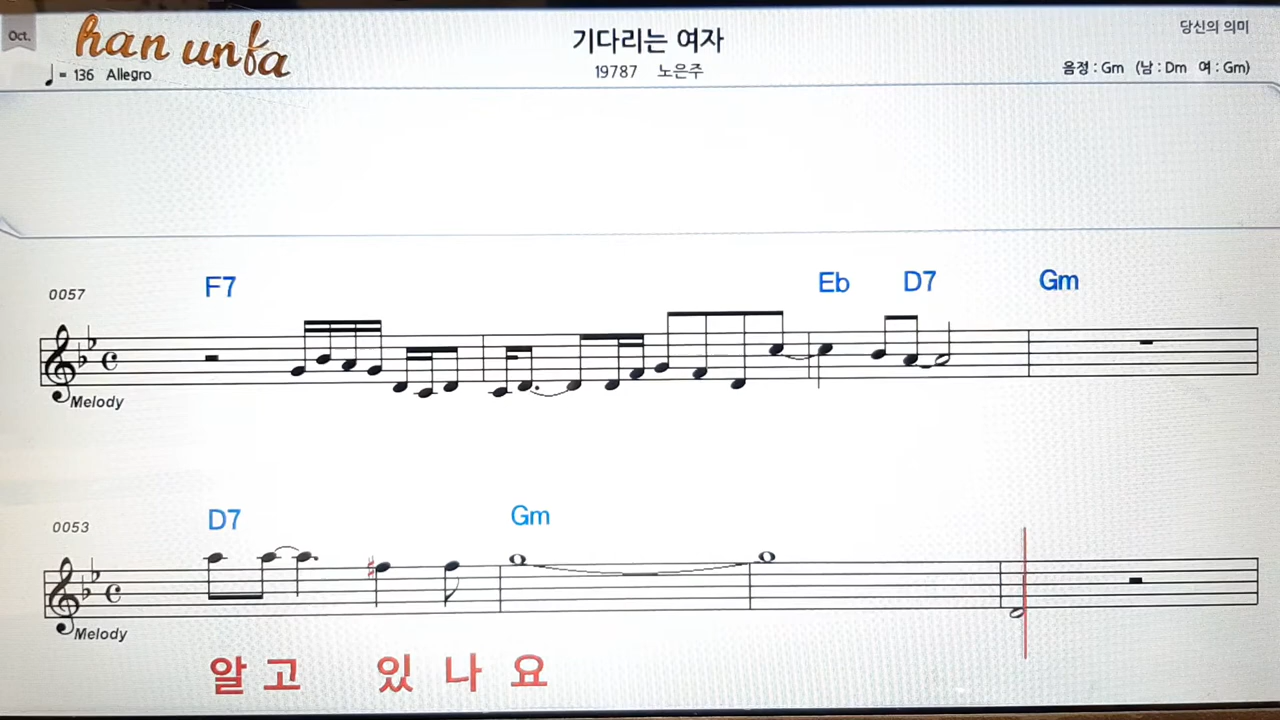 Oct.
han unfa
기다리는 여자
당신의 의미
♩= 136 Allegro
19787 노은주
음정 : Gm (남 : Dm 여 : Gm)
0057
F7 Eb D7 Gm
Melody
0053
D7 Gm
Melody
알 고 있 나 요